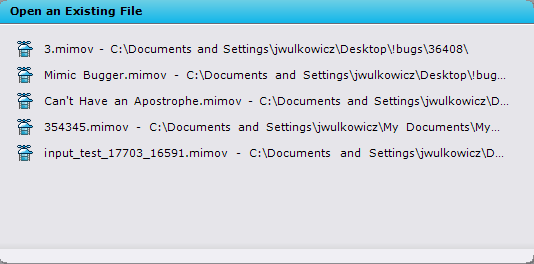 Open an Existing File
3.mimov - C:\Documents and Settings\jwulkowicz\Desktop\!bugs\36408\
Mimic Bugger.mimov - C:\Documents and Settings\jwulkowicz\Desktop\!bug...
Can't Have an Apostrophe.mimov - C:\Documents and Settings\jwulkowicz\D...
354345.mimov - C:\Documents and Settings\jwulkowicz\My Documents\My...
input_test_17703_16591.mimov - C:\Documents and Settings\jwulkowicz\D...